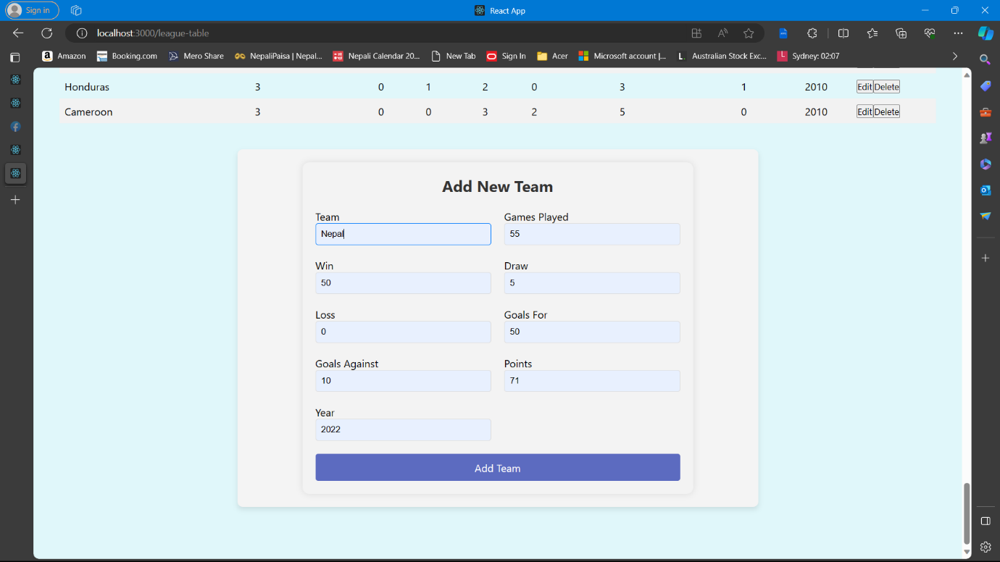 Sign in
React App
localhost:3000/league-table
Amazon
Booking.com
Mero Share
NepaliPaisa | Nepal...
Nepali Calendar 20...
New Tab
Sign In
Acer
Microsoft account |...
Australian Stock Exc...
Sydney: 02:07
Honduras 3 0 1 2 0 3 1 2010 Edit Delete
Cameroon 3 0 0 3 2 5 0 2010 Edit Delete
Add New Team
Team Games Played
Nepal 55
Win Draw
50 5
Loss Goals For
0 50
Goals Against Points
10 71
Year
2022
Add Team